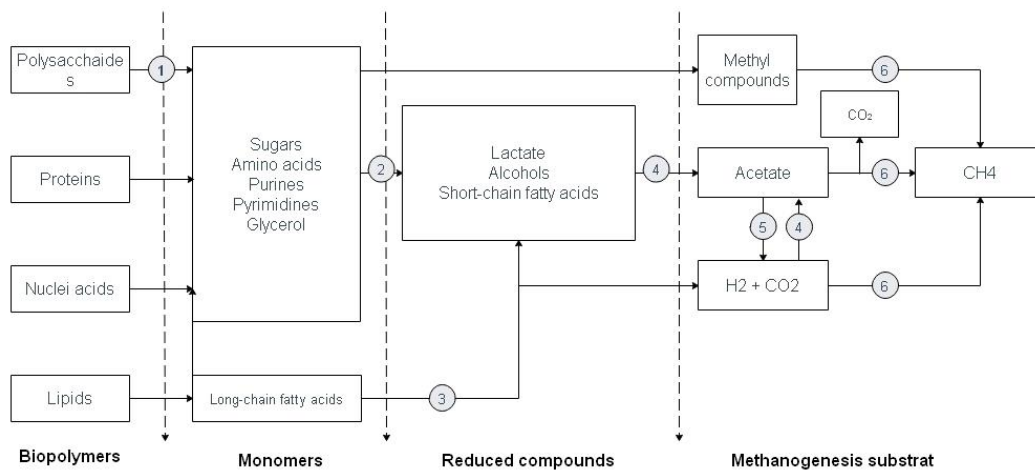 Polysacchaide
s
1
Proteins
Nuclei acids
Lipids
Sugars
Amino acids
Purines
Pyrimidines
Glycerol
Long-chain fatty acids
2
3
Lactate
Alcohols
Short-chain fatty acids
4
Methyl
compounds
6
CO₂
Acetate
6
CH4
5
4
H2 + CO2
6
Biopolymers
Monomers
Reduced compounds
Methanogenesis substrat